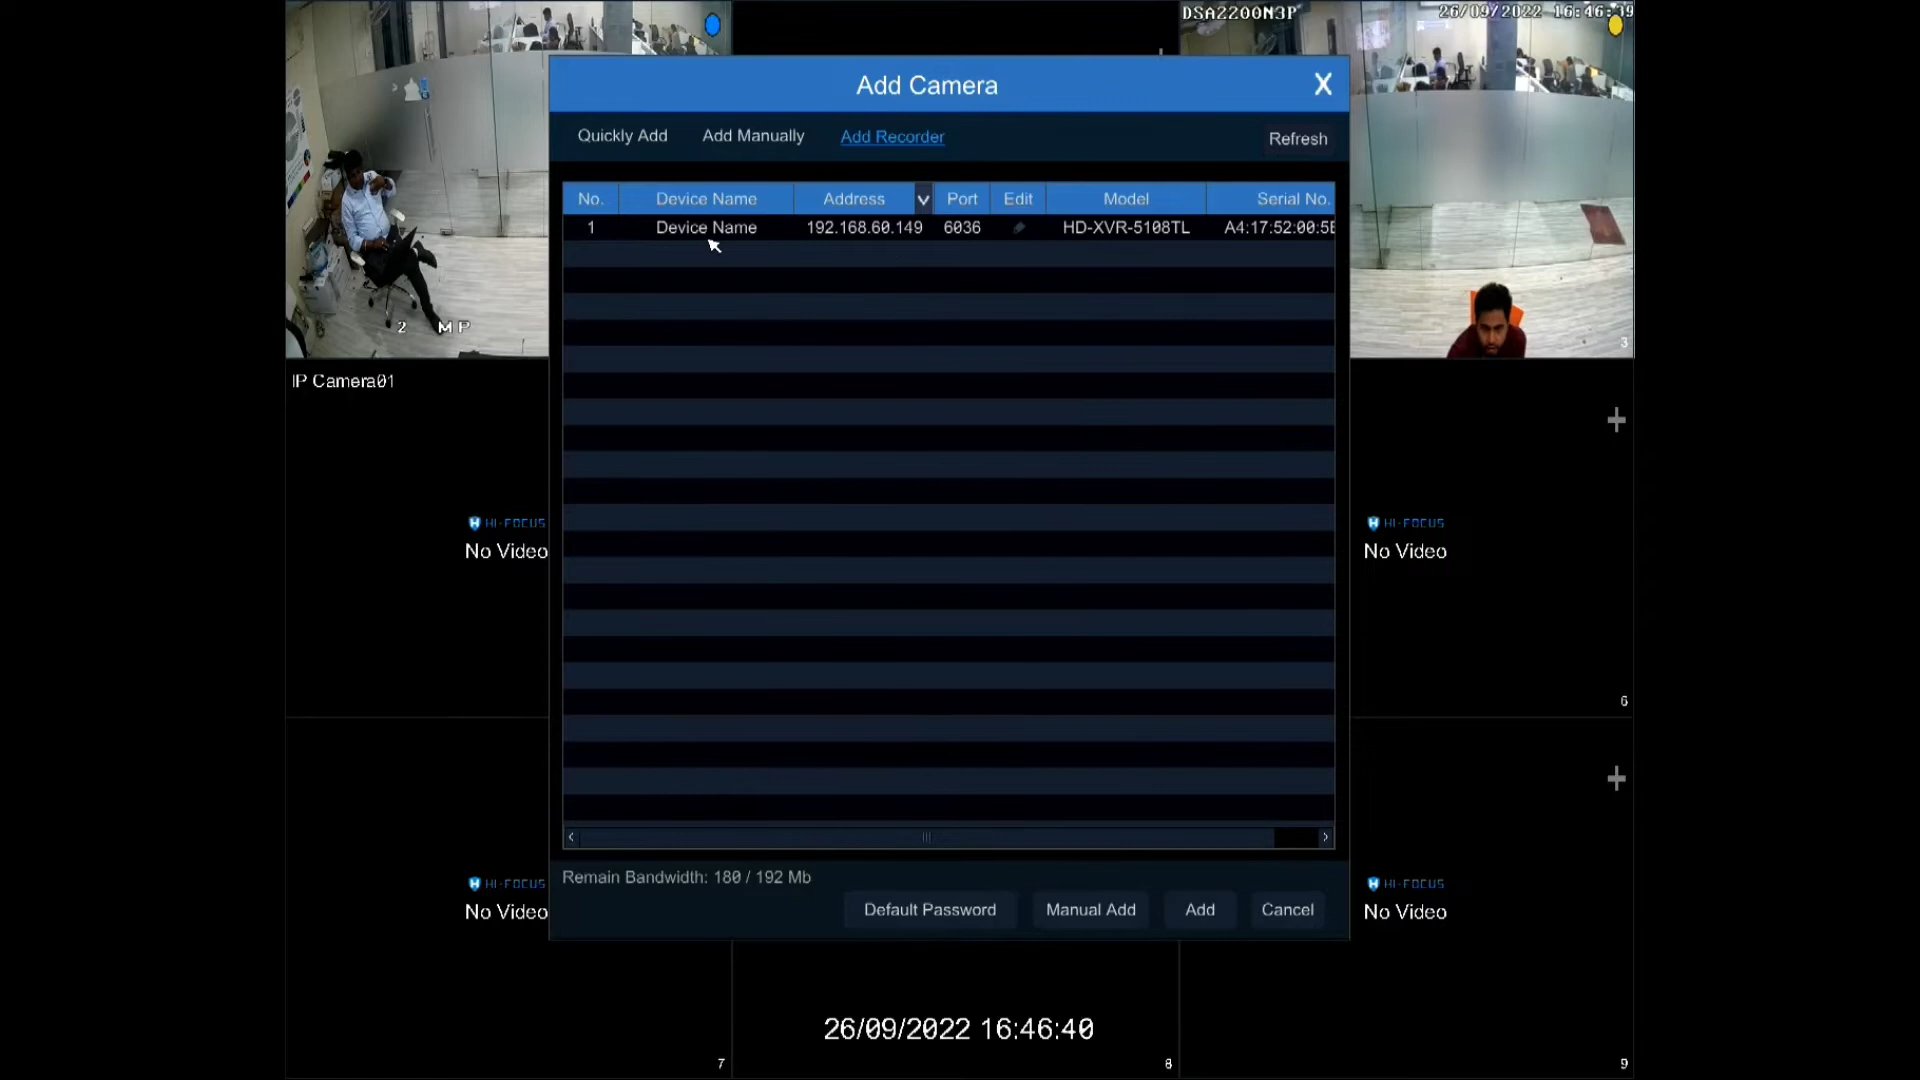 DSA2200N3P 26/09/2022 16:46:39
Add Camera X
Quickly Add Add Manually Add Recorder Refresh
No. Device Name Address Port Edit Model Serial No.
1 Device Name 192.168.60.149 6036 HD-XVR-5108TL A4:17:52:00:5E
2 MP
3
IP Camera01
HI-FOCUS HI-FOCUS
No Video No Video
6
Remain Bandwidth: 180 / 192 Mb
HI-FOCUS HI-FOCUS
Default Password Manual Add Add Cancel
No Video No Video
26/09/2022 16:46:40
7 8 9